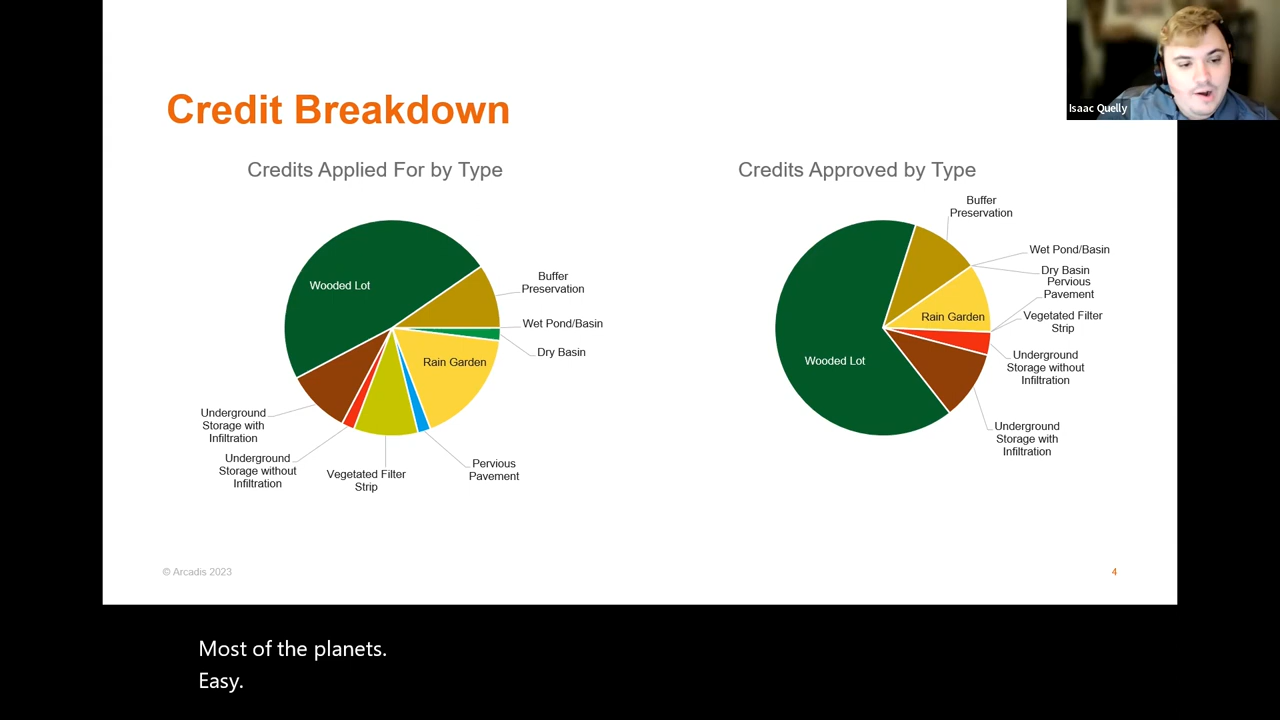 Isaac Quelly
Credit Breakdown
Credits Applied For by Type
Wooded Lot
Buffer
Preservation
Wet Pond/Basin
Dry Basin
Rain Garden
Pervious
Pavement
Vegetated Filter
Strip
Underground
Storage without
Infiltration
Underground
Storage with
Infiltration
Credits Approved by Type
Buffer
Preservation
Wet Pond/Basin
Dry Basin
Pervious
Pavement
Rain Garden
Vegetated Filter
Strip
Underground
Storage without
Infiltration
Underground
Storage with
Infiltration
Wooded Lot
© Arcadis 2023
4
Most of the planets.
Easy.